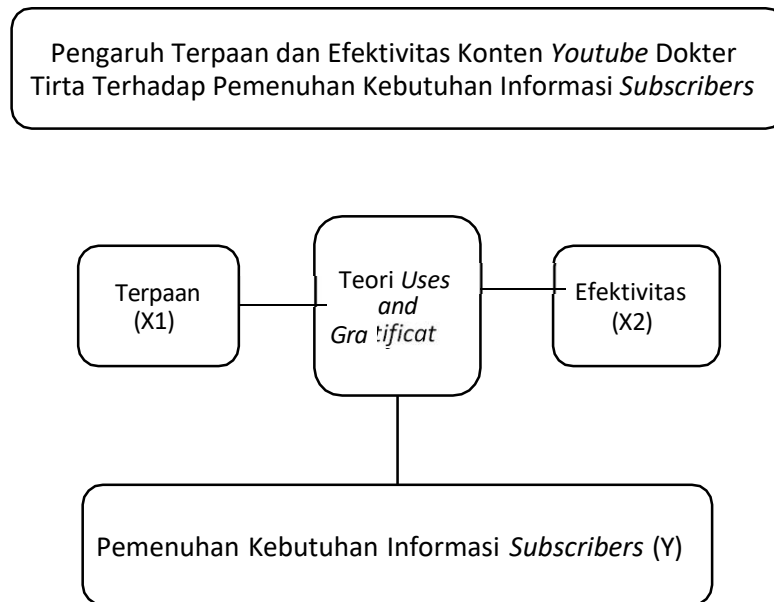 Pengaruh Terpaan dan Efektivitas Konten Youtube Dokter
Tirta Terhadap Pemenuhan Kebutuhan Informasi Subscribers
Terpaan
(X1)
Teori Uses
and
Gratificat
Efektivitas
(X2)
Pemenuhan Kebutuhan Informasi Subscribers (Y)